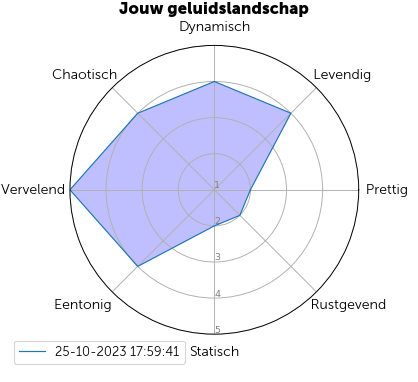 Jouw geluidslandschap
Dynamisch
Chaotisch
Levendig
Vervelend
Prettig
1
2
3
4
5
Eentonig
Rustgevend
25-10-2023 17:59:41
Statisch